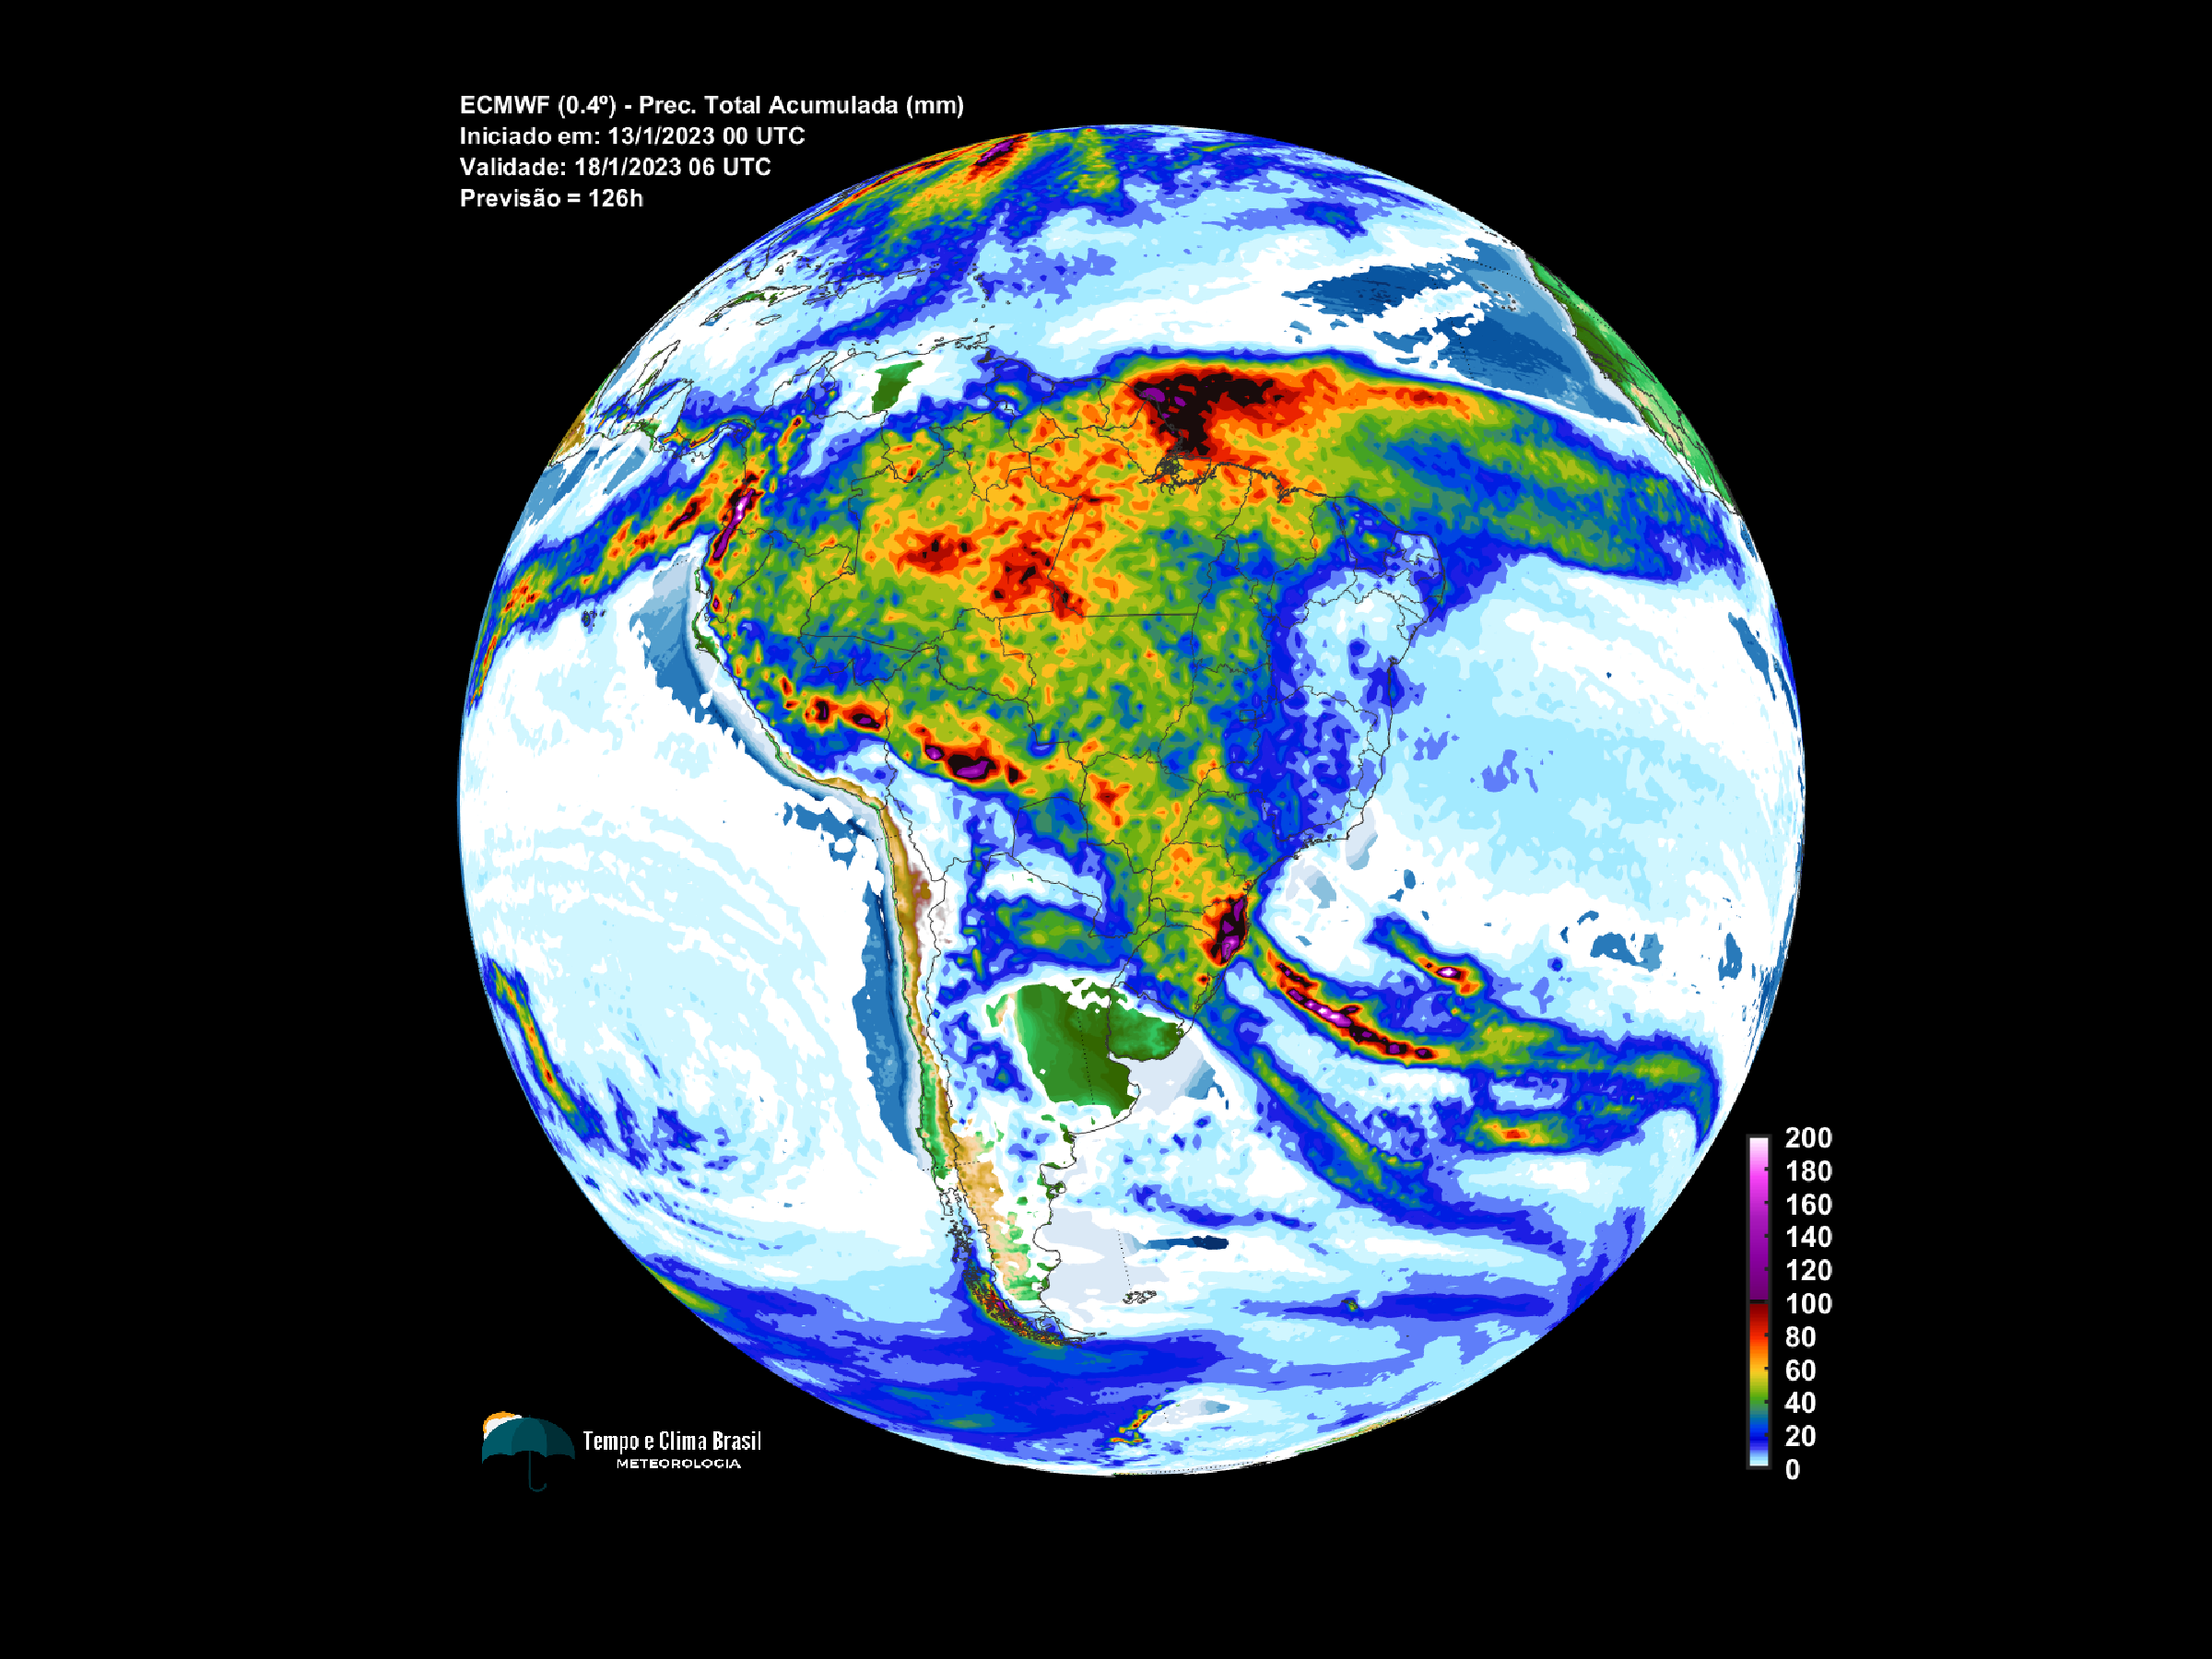 ECMWF (0.4º) - Prec. Total Acumulada (mm)
Iniciado em: 13/1/2023 00 UTC
Validade: 18/1/2023 06 UTC
Previsão = 126h
200
180
160
140
120
100
80
60
40
20
0
Tempo e Clima Brasil
METEOROLOGIA